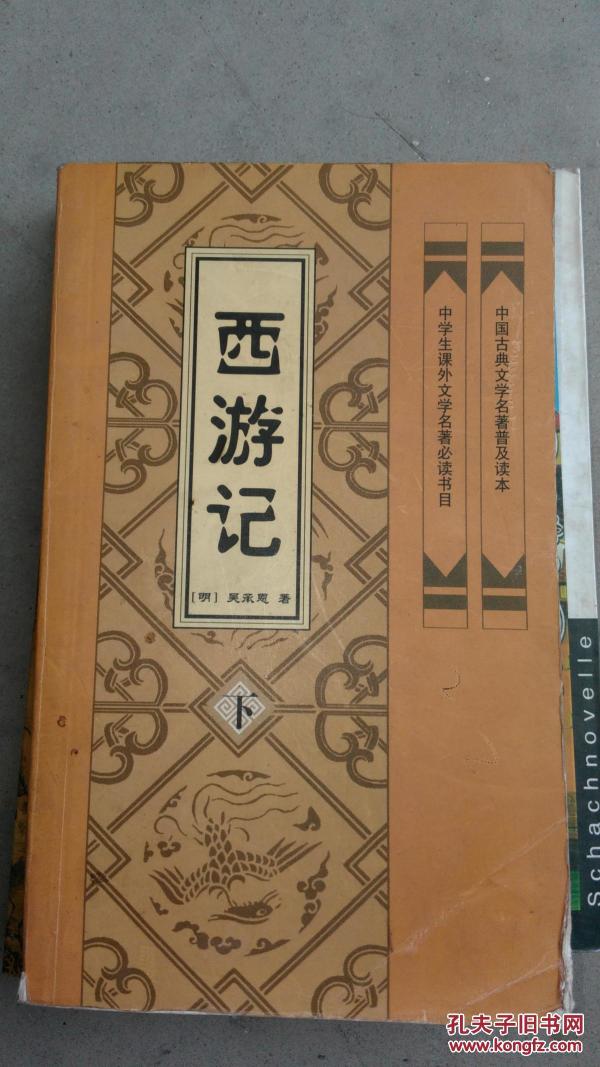 西游记
[明] 吴承恩 著
下
中国古典文学名著普及读本
中学生课外文学名著必读书目
Schachnovelle
孔夫子旧书网
www.kongfz.com